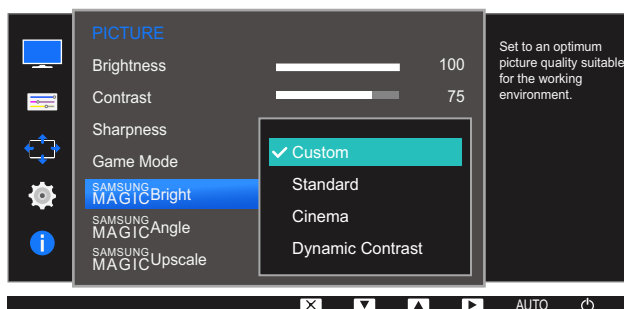 PICTURE
Brightness 100
Contrast 75
Sharpness
Game Mode
SAMSUNG
MAGICBright
SAMSUNG
MAGICAngle
SAMSUNG
MAGICUpscale
Custom
Standard
Cinema
Dynamic Contrast
Set to an optimum
picture quality suitable
for the working
environment.
AUTO